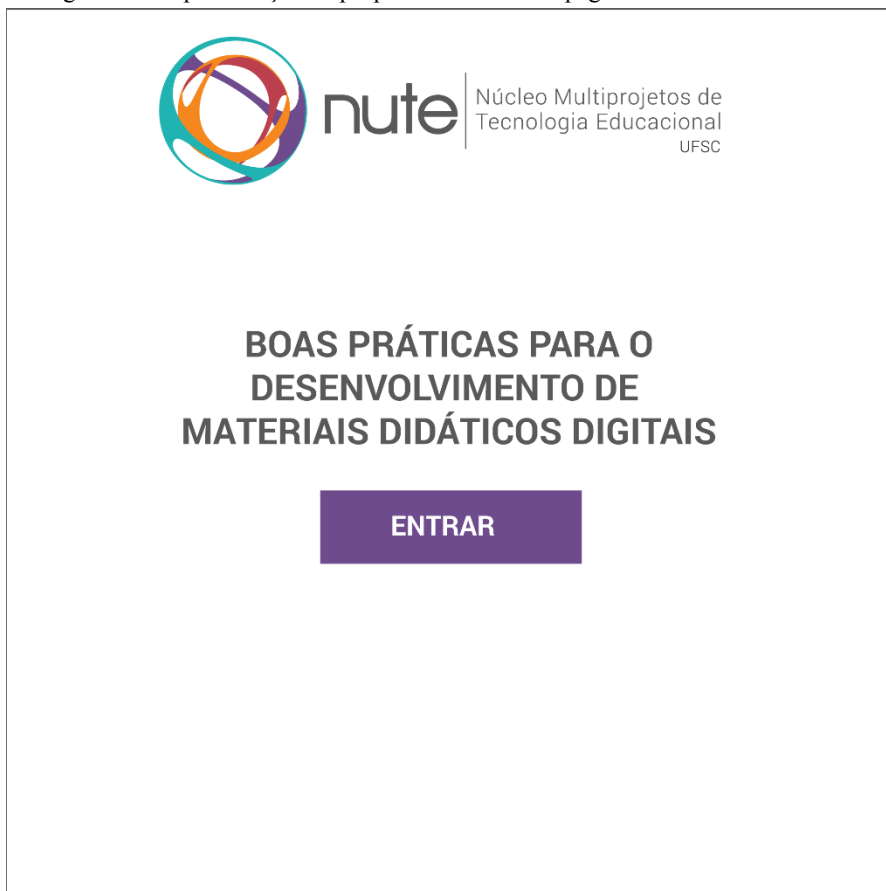 nute
Núcleo Multiprojetos de
Tecnologia Educacional
UFSC
BOAS PRÁTICAS PARA O
DESENVOLVIMENTO DE
MATERIAIS DIDÁTICOS DIGITAIS
ENTRAR